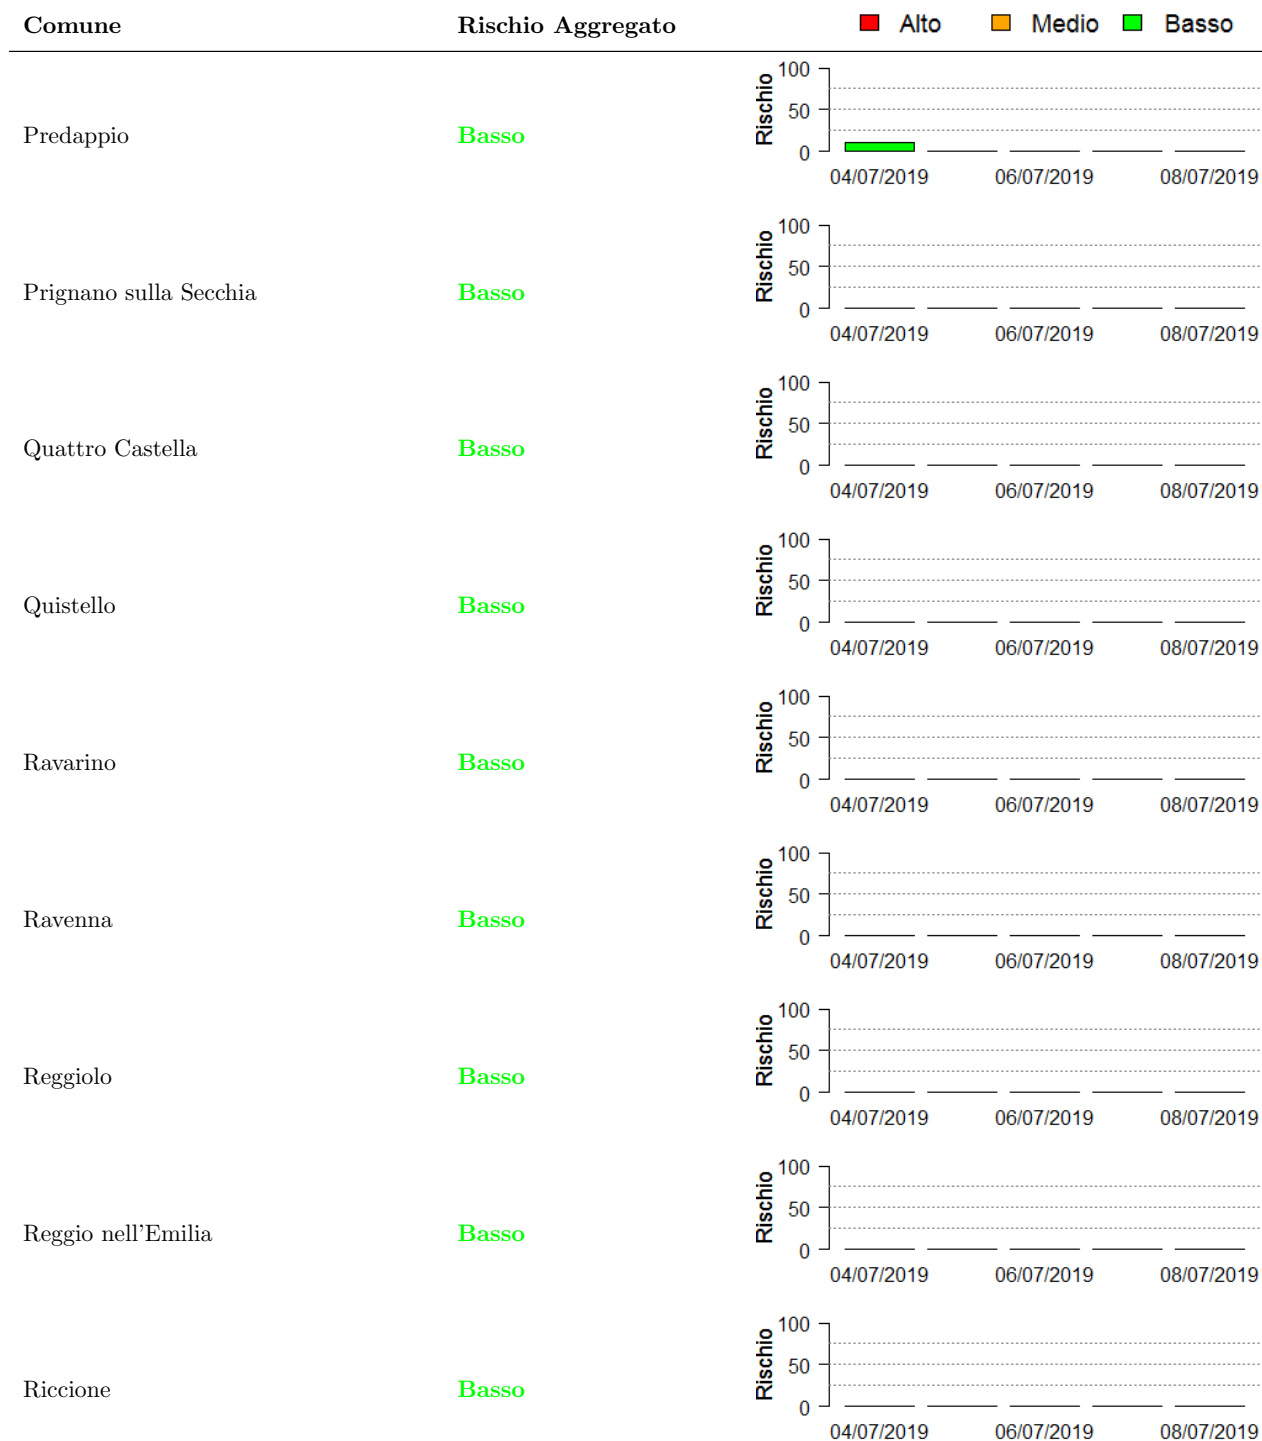 Comune Rischio Aggregato Alto Medio Basso
100
50
0
Rischio
Predappio Basso
04/07/2019 06/07/2019 08/07/2019
100
50
0
Rischio
Prignano sulla Secchia Basso
04/07/2019 06/07/2019 08/07/2019
100
50
0
Rischio
Quattro Castella Basso
04/07/2019 06/07/2019 08/07/2019
100
50
0
Rischio
Quistello Basso
04/07/2019 06/07/2019 08/07/2019
100
50
0
Rischio
Ravarino Basso
04/07/2019 06/07/2019 08/07/2019
100
50
0
Rischio
Ravenna Basso
04/07/2019 06/07/2019 08/07/2019
100
50
0
Rischio
Reggiolo Basso
04/07/2019 06/07/2019 08/07/2019
100
50
0
Rischio
Reggio nell'Emilia Basso
04/07/2019 06/07/2019 08/07/2019
100
50
0
Rischio
Riccione Basso
04/07/2019 06/07/2019 08/07/2019